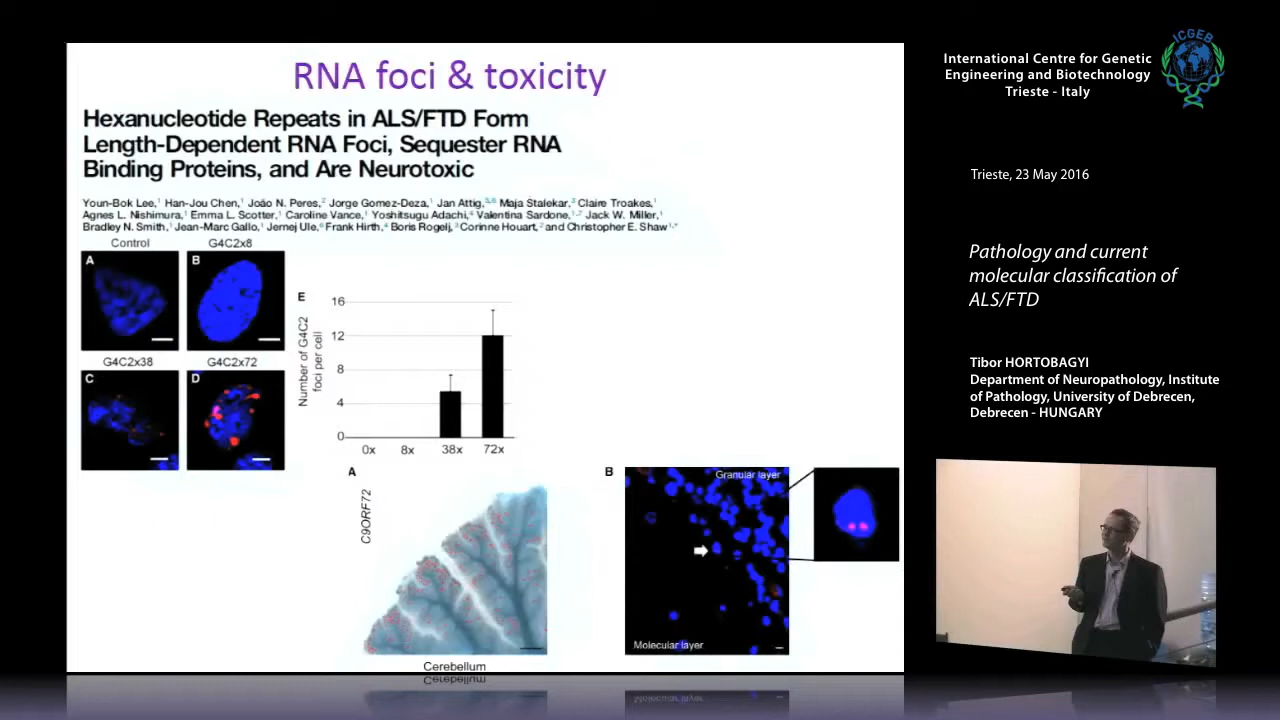 RNA foci & toxicity
Hexanucleotide Repeats in ALS/FTD Form
Length-Dependent RNA Foci, Sequester RNA
Binding Proteins, and Are Neurotoxic
Youn-Bok Lee,¹ Han-Jou Chen,¹ João N. Peres,² Jorge Gomez-Deza,¹ Jan Attig, Maja Stalekar,³ Claire Troakes,¹
Agnes L. Nishimura,¹ Emma L. Scotter,¹ Caroline Vance,¹ Yoshitsugu Adachi,⁴ Valentina Sardone, Jack W. Miller,¹
Bradley N. Smith,¹ Jean-Marc Gallo,¹ Jernej Ule,⁶ Frank Hirth,⁴ Boris Rogelj,³ Corinne Houart,² and Christopher E. Shaw¹,*
Control
G4C2x8
A
B
G4C2x38
G4C2x72
C
D
E
Number of G4C2
foci per cell
16
12
8
4
0
0x
8x
38x
72x
A
C9ORF72
Cerebellum
B
Granular layer
Molecular layer
International Centre for Genetic
Engineering and Biotechnology
Trieste - Italy
ICGEB
Trieste, 23 May 2016
Pathology and current
molecular classification of
ALS/FTD
Tibor HORTOBAGYI
Department of Neuropathology, Institute
of Pathology, University of Debrecen,
Debrecen - HUNGARY